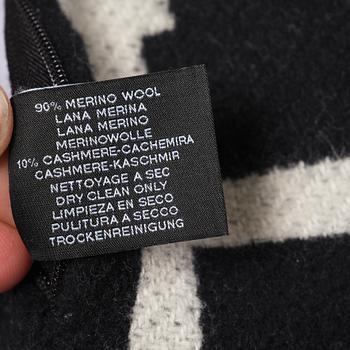 90% MERINO WOOL
LANA MERINA
LANA MERINO
MERINOWOLLE
10% CASHMERE-CACHEMIRA
CASHMERE-KASCHMIR
NETTOYAGE A SEC
DRY CLEAN ONLY
LIMPIEZA EN SECO
PULITURA A SECCO
TROCKENREINIGUNG